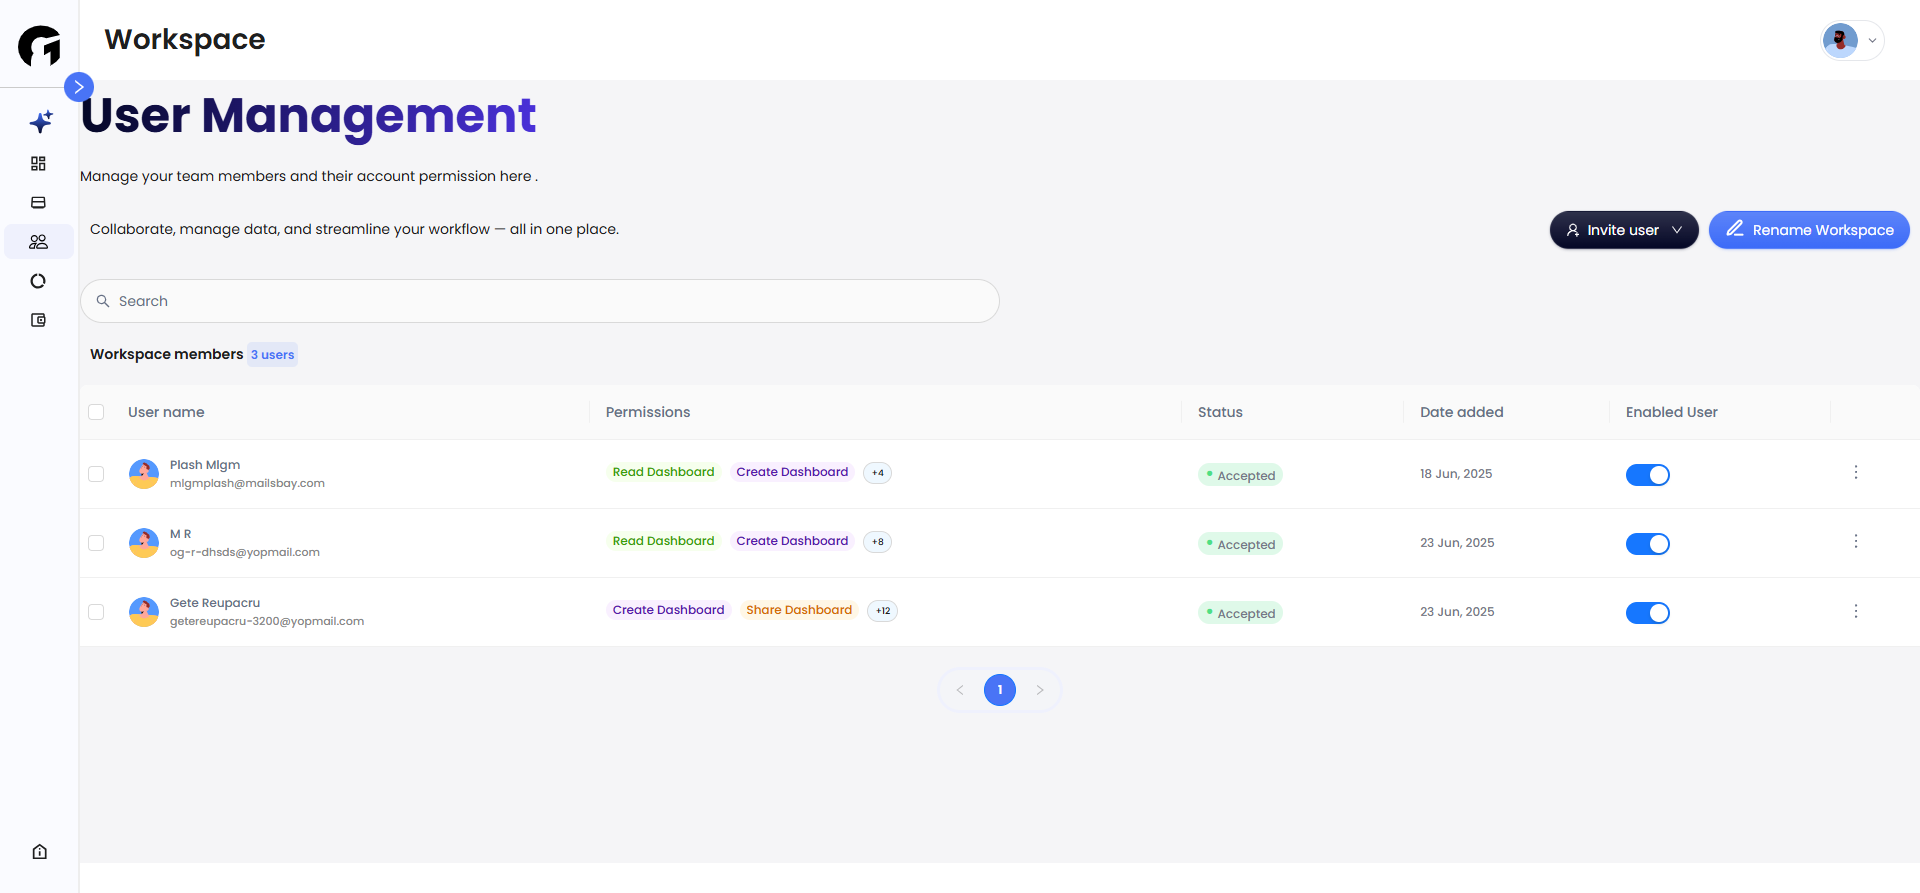 Workspace
User Management
Manage your team members and their account permission here .
Collaborate, manage data, and streamline your workflow — all in one place.
Invite user
Rename Workspace
Search
Workspace members 3 users
User name Permissions Status Date added Enabled User
Plash Mlgm
mlgmplash@mailsbay.com
Read Dashboard Create Dashboard +4 Accepted 18 Jun, 2025
M R
og-r-dhsds@yopmail.com
Read Dashboard Create Dashboard +8 Accepted 23 Jun, 2025
Gete Reupacru
getereupacru-3200@yopmail.com
Create Dashboard Share Dashboard +12 Accepted 23 Jun, 2025
1